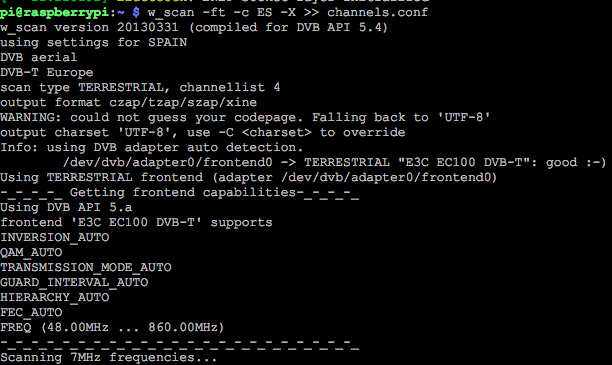 pi@raspberrypi:~ $ w_scan -ft -c ES -X >> channels.conf
w_scan version 20130331 (compiled for DVB API 5.4)
using settings for SPAIN
DVB aerial
DVB-T Europe
scan type TERRESTRIAL, channellist 4
output format czap/tzap/szap/xine
WARNING: could not guess your codepage. Falling back to 'UTF-8'
output charset 'UTF-8', use -C <charset> to override
Info: using DVB adapter auto detection.
        /dev/dvb/adapter0/frontend0 -> TERRESTRIAL "E3C EC100 DVB-T": good :-)
Using TERRESTRIAL frontend (adapter /dev/dvb/adapter0/frontend0)
-_-_-_-_ Getting frontend capabilities-_-_-_-_
Using DVB API 5.a
frontend 'E3C EC100 DVB-T' supports
INVERSION_AUTO
QAM_AUTO
TRANSMISSION_MODE_AUTO
GUARD_INTERVAL_AUTO
HIERARCHY_AUTO
FEC_AUTO
FREQ (48.00MHz ... 860.00MHz)
-_-_-_-_-_-_-_-_-_-_-_-_-_-_-_-_-_-_-_-_-_-_-_
Scanning 7MHz frequencies...